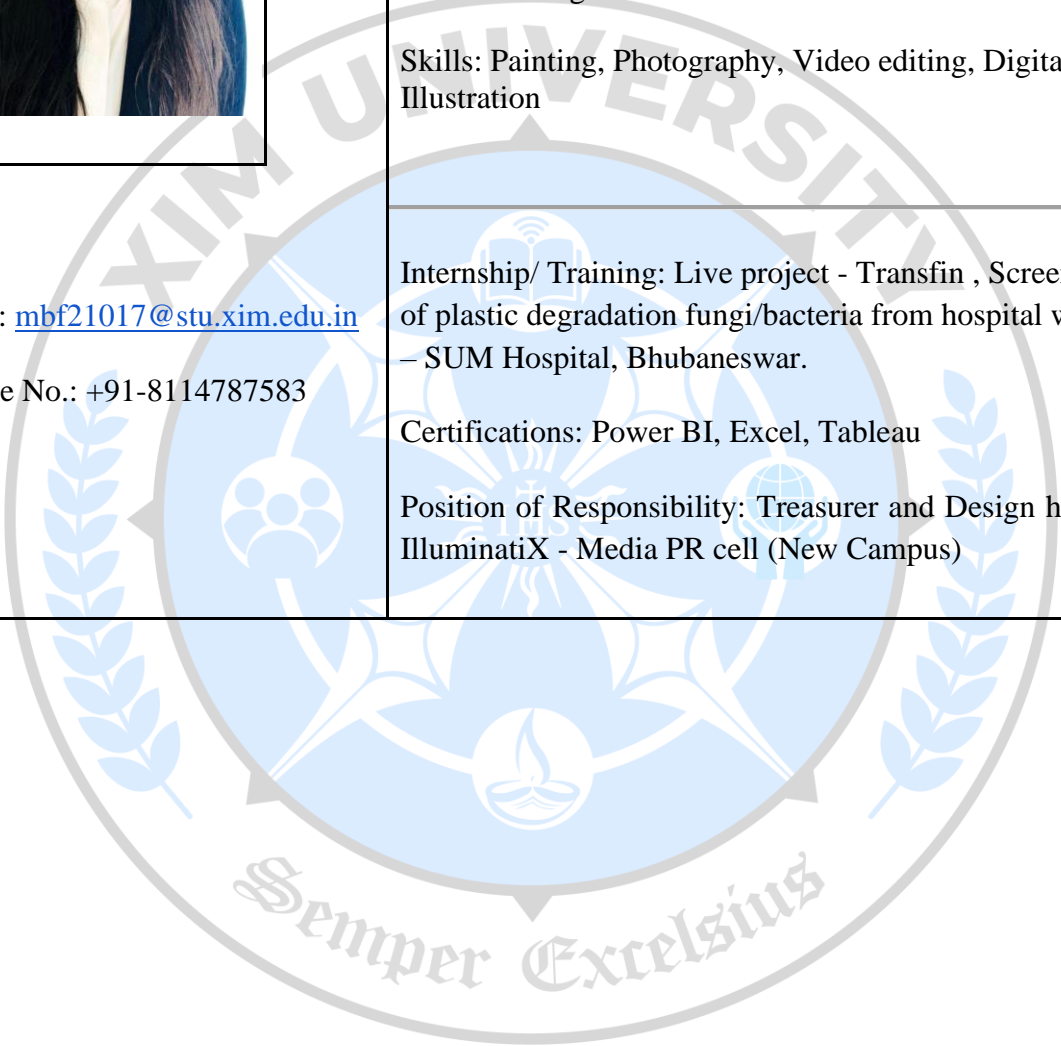 Skills: Painting, Photography, Video editing, Digita
Illustration
: mbf21017@stu.xim.edu.in
e No.: +91-8114787583
Internship/ Training: Live project - Transfin , Screen
of plastic degradation fungi/bacteria from hospital w
– SUM Hospital, Bhubaneswar.
Certifications: Power BI, Excel, Tableau
Position of Responsibility: Treasurer and Design h
IlluminatiX - Media PR cell (New Campus)
XIM UNIVERSITY
IHS
Semper Excelsius